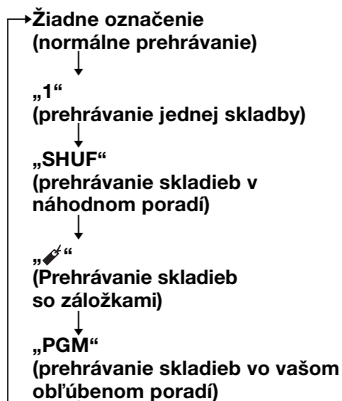 Žiadne označenie
(normálne prehrávanie)
„1“
(prehrávanie jednej skladby)
„SHUF“
(prehrávanie skladieb v
náhodnom poradí)
„ “
(Prehrávanie skladieb
so záložkami)
„PGM“
(prehrávanie skladieb vo vašom
obľúbenom poradí)